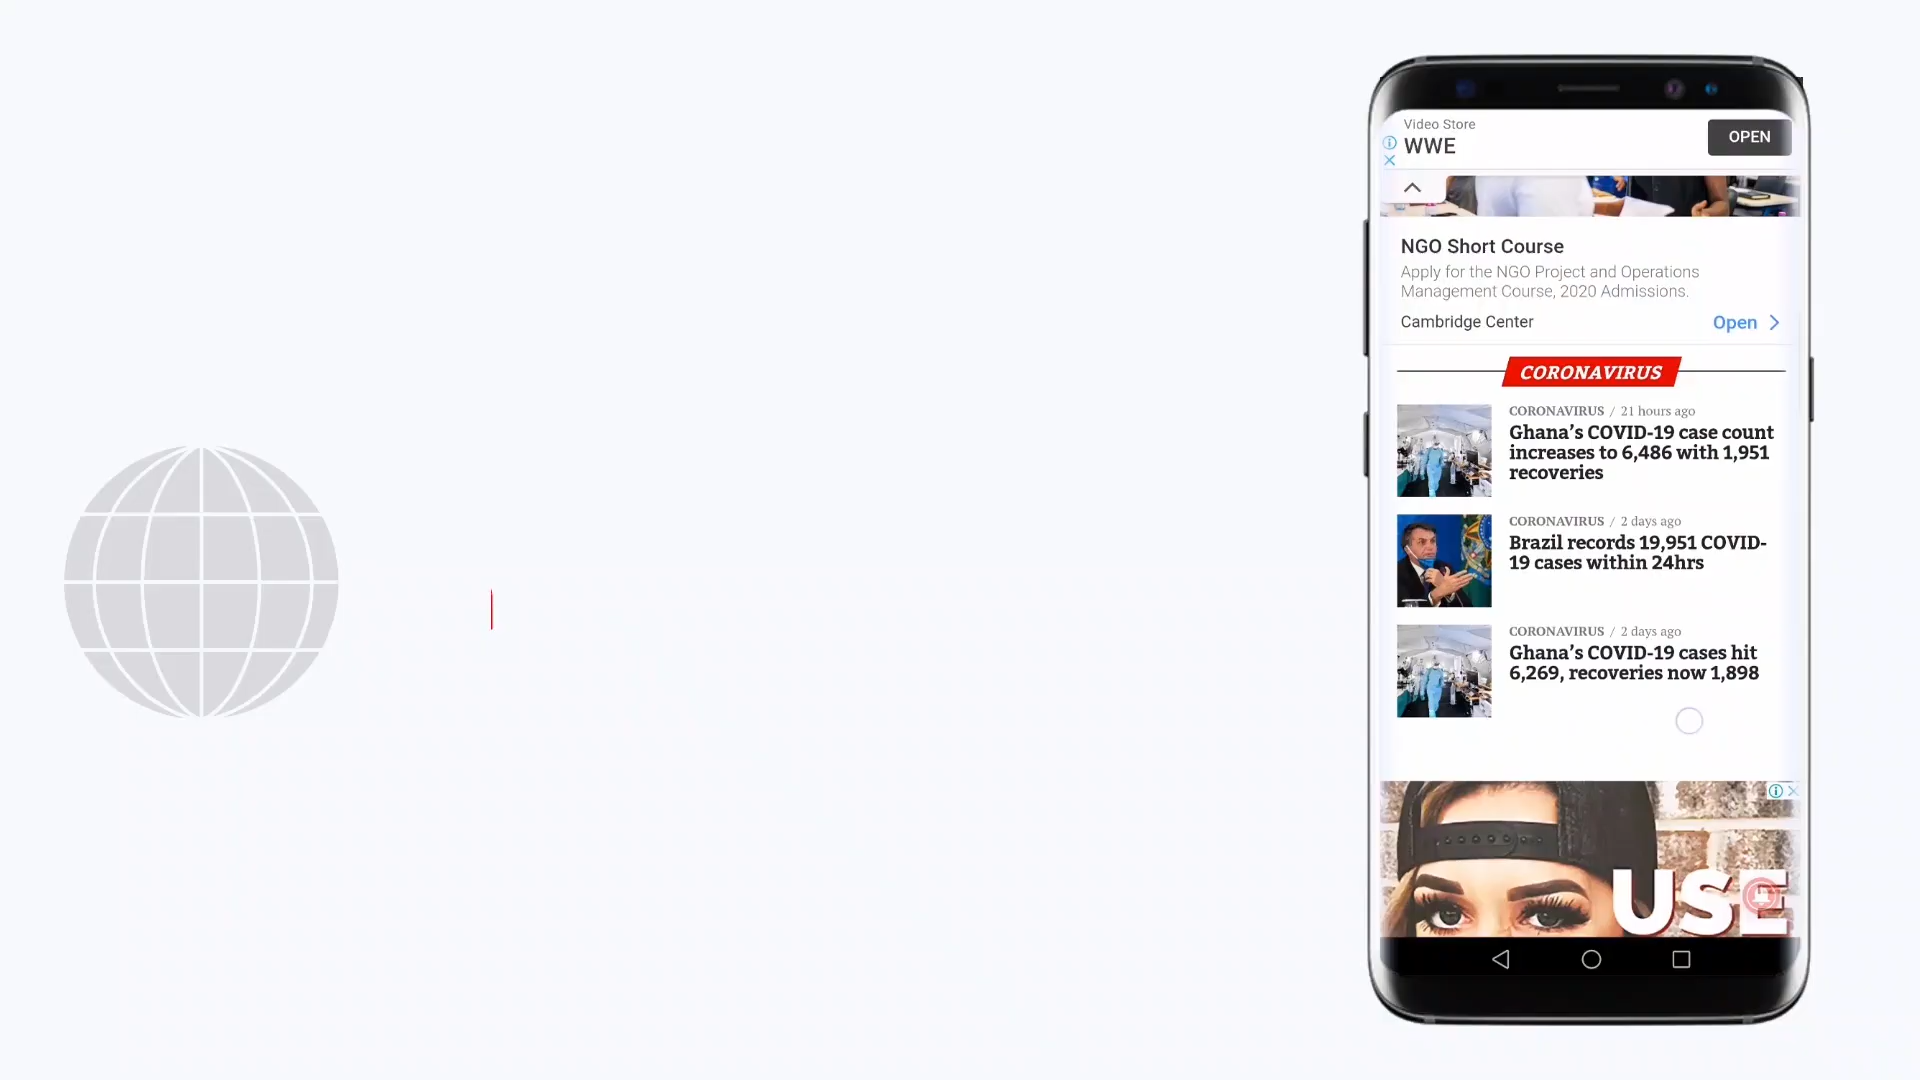 Video Store
WWE
OPEN
NGO Short Course
Apply for the NGO Project and Operations
Management Course, 2020 Admissions.
Cambridge Center
Open
CORONAVIRUS
CORONAVIRUS / 21 hours ago
Ghana’s COVID-19 case count
increases to 6,486 with 1,951
recoveries
CORONAVIRUS / 2 days ago
Brazil records 19,951 COVID-
19 cases within 24hrs
CORONAVIRUS / 2 days ago
Ghana’s COVID-19 cases hit
6,269, recoveries now 1,898
USE